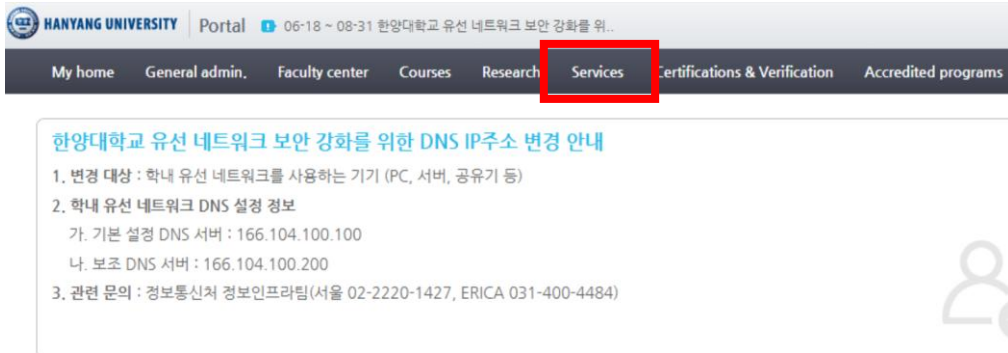 HANYANG UNIVERSITY Portal 06-18 ~ 08-31 한양대학교 유선 네트워크 보안 강화를 위..
My home General admin. Faculty center Courses Research Services Certifications & Verification Accredited programs
한양대학교 유선 네트워크 보안 강화를 위한 DNS IP주소 변경 안내
1. 변경 대상 : 학내 유선 네트워크를 사용하는 기기 (PC, 서버, 공유기 등)
2. 학내 유선 네트워크 DNS 설정 정보
가. 기본 설정 DNS 서버 : 166.104.100.100
나. 보조 DNS 서버 : 166.104.100.200
3. 관련 문의 : 정보통신처 정보인프라팀(서울 02-2220-1427, ERICA 031-400-4484)